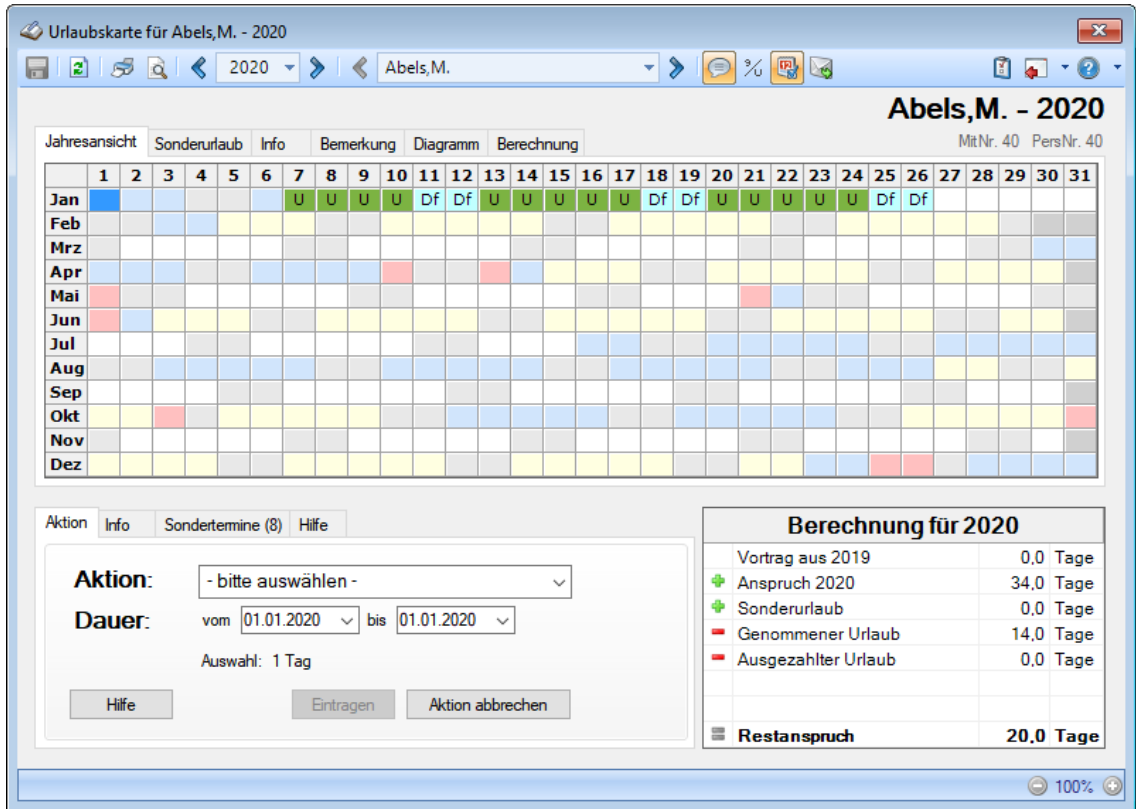 Urlaubskarte für Abels,M. - 2020
2020 Abels,M.
Abels,M. - 2020
MitNr. 40 PersNr. 40
Jahresansicht Sonderurlaub Info Bemerkung Diagramm Berechnung
1 2 3 4 5 6 7 8 9 10 11 12 13 14 15 16 17 18 19 20 21 22 23 24 25 26 27 28 29 30 31
Jan U U U U Df Df U U U U U Df Df U U U U U Df Df
Feb
Mrz
Apr
Mai
Jun
Jul
Aug
Sep
Okt
Nov
Dez
Aktion Info Sondertermine (8) Hilfe
Aktion: - bitte auswählen -
Dauer: vom 01.01.2020 bis 01.01.2020
Auswahl: 1 Tag
Hilfe Eintragen Aktion abbrechen
Berechnung für 2020
Vortrag aus 2019 0,0 Tage
Anspruch 2020 34,0 Tage
Sonderurlaub 0,0 Tage
Genommener Urlaub 14,0 Tage
Ausgezahlter Urlaub 0,0 Tage
Restanspruch 20,0 Tage
100%